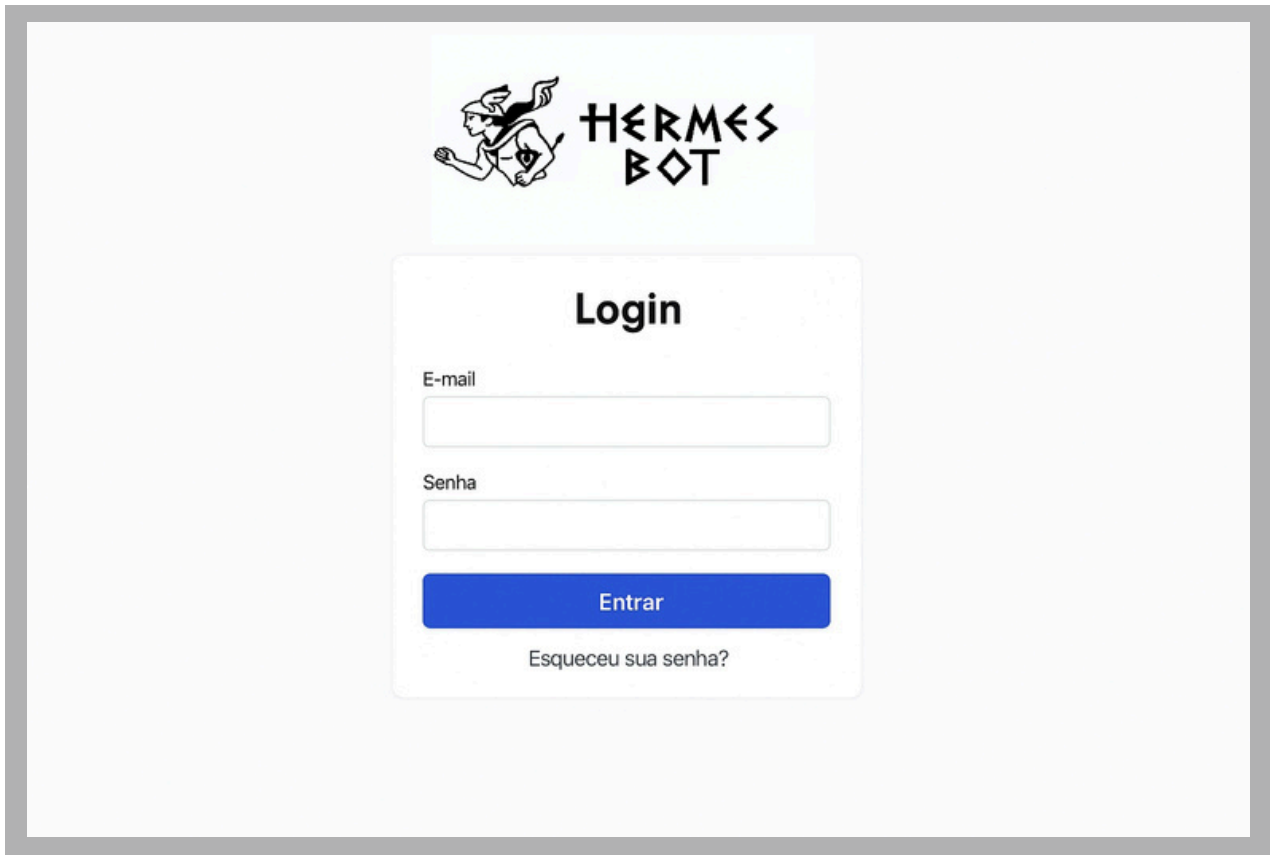 HERMES
BOT
Login
E-mail
Senha
Entrar
Esqueceu sua senha?